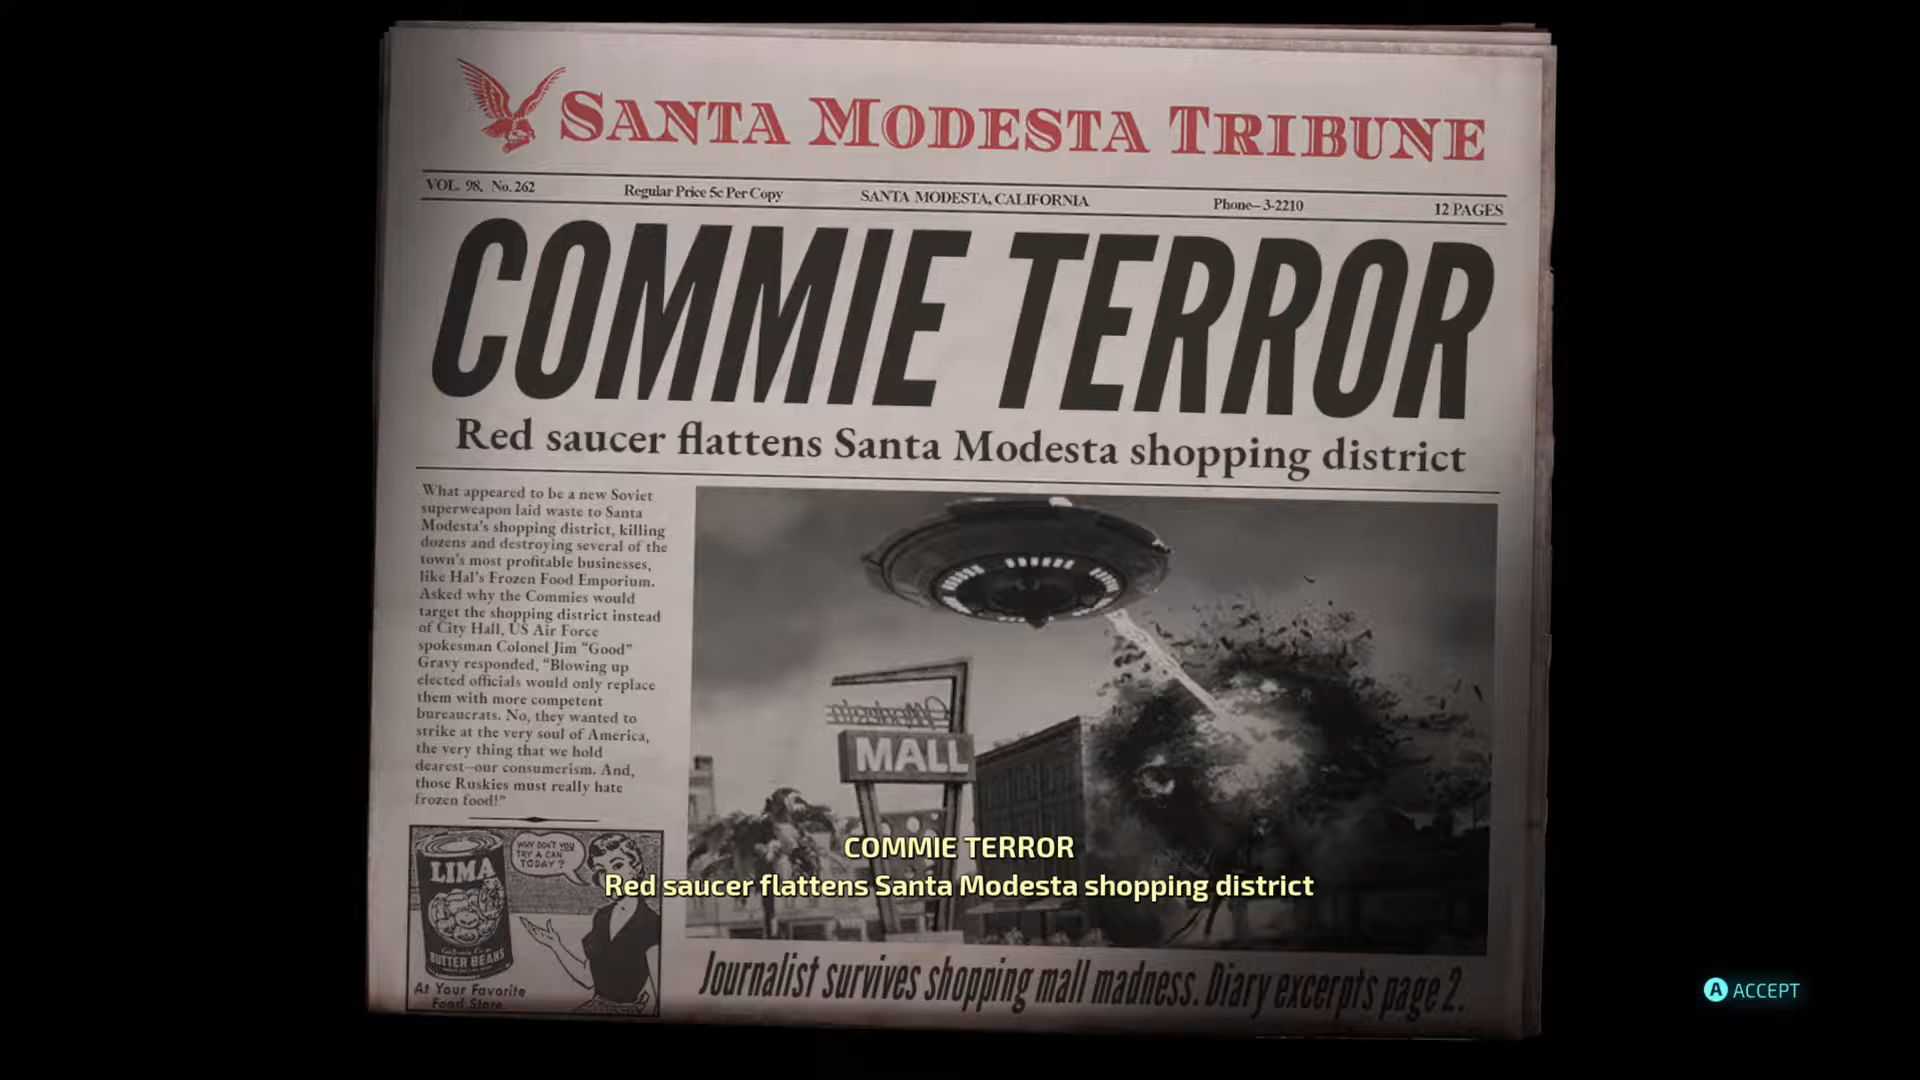 SANTA MODESTA TRIBUNE
VOL. 98. No. 262 Regular Price 5c Per Copy SANTA MODESTA, CALIFORNIA Phone—3-2210 12 PAGES
COMMIE TERROR
Red saucer flattens Santa Modesta shopping district
What appeared to be a new Soviet
superweapon laid waste to Santa
Modesta's shopping district, killing
dozens and destroying several of the
town's most profitable businesses,
like Hal's Frozen Food Emporium.
Asked why the Commies would
target the shopping district instead
of City Hall, US Air Force
spokesman Colonel Jim "Good"
Gravy responded, "Blowing up
elected officials would only replace
them with more competent
bureaucrats. No, they wanted to
strike at the very soul of America,
the very thing that we hold
dearest—our consumerism. And,
those Ruskies must really hate
frozen food!"
MALL
WHY DON'T YOU
TRY A CAN
TODAY?
LIMA
BUTTER BEANS
At Your Favorite
Food Store
COMMIE TERROR
Red saucer flattens Santa Modesta shopping district
Journalist survives shopping mall madness. Diary excerpts page 2.
A ACCEPT